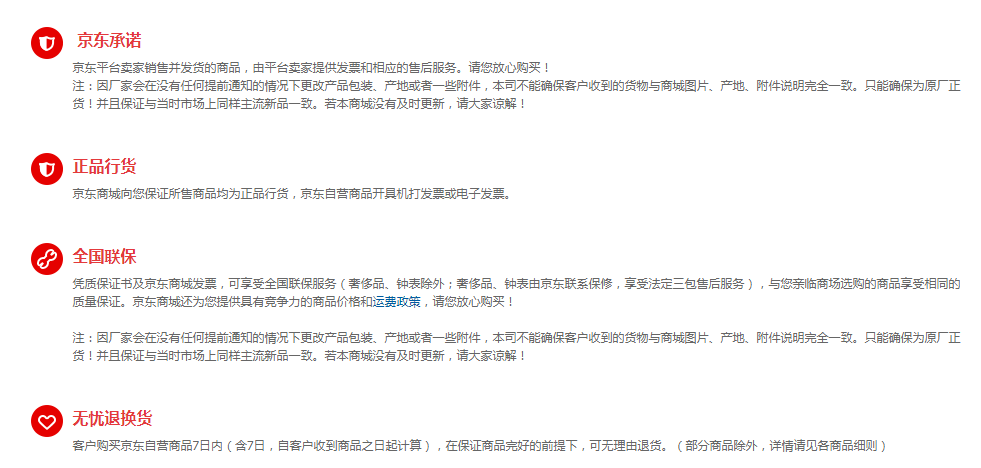 京东承诺
京东平台卖家销售并发货的商品，由平台卖家提供发票和相应的售后服务。请您放心购买！
注：因厂家会在没有任何提前通知的情况下更改产品包装、产地或者一些附件，本司不能确保客户收到的货物与商城图片、产地、附件说明完全一致。只能确保为原厂正
货！并且保证与当时市场上同样主流新品一致。若本商城没有及时更新，请大家谅解！
正品行货
京东商城向您保证所售商品均为正品行货，京东自营商品开具机打发票或电子发票。
全国联保
凭质保证书及京东商城发票，可享受全国联保服务（奢侈品、钟表除外；奢侈品、钟表由京东联系保修，享受法定三包售后服务），与您亲临商场选购的商品享受相同的
质量保证。京东商城还为您提供具有竞争力的商品价格和运费政策，请您放心购买！
注：因厂家会在没有任何提前通知的情况下更改产品包装、产地或者一些附件，本司不能确保客户收到的货物与商城图片、产地、附件说明完全一致。只能确保为原厂正
货！并且保证与当时市场上同样主流新品一致。若本商城没有及时更新，请大家谅解！
无忧退换货
客户购买京东自营商品7日内（含7日，自客户收到商品之日起计算），在保证商品完好的前提下，可无理由退货。（部分商品除外，详情请见各商品细则）